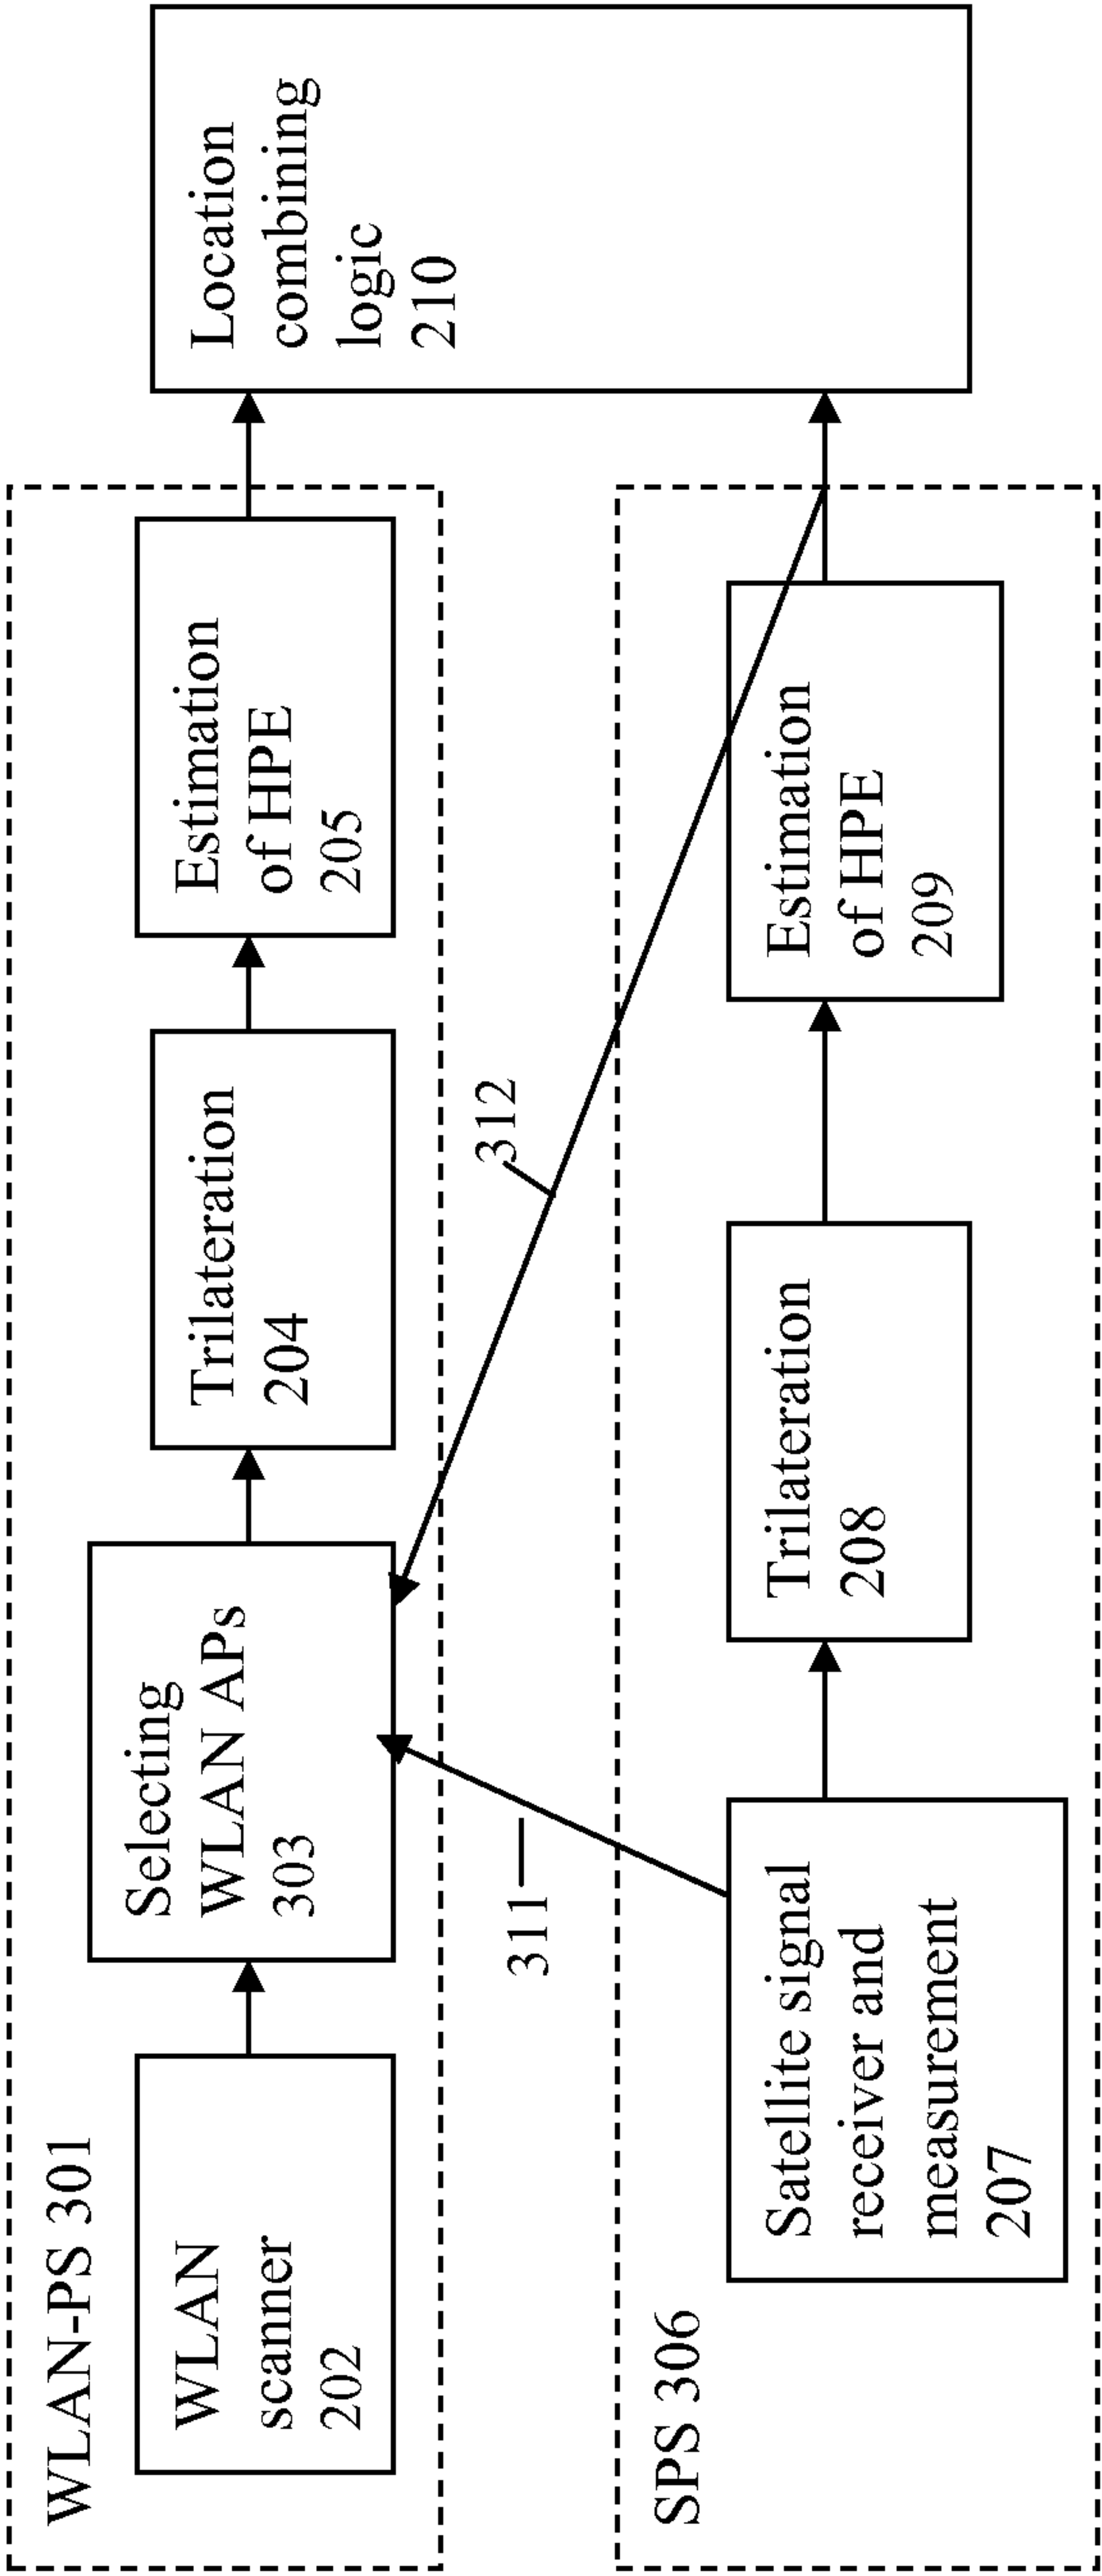 WLAN-PS 301
WLAN
scanner
202
Selecting
WLAN APs
303
Trilateration
204
Estimation
of HPE
205
Location
combining
logic
210
311
312
SPS 306
Satellite signal
receiver and
measurement
207
Trilateration
208
Estimation
of HPE
209